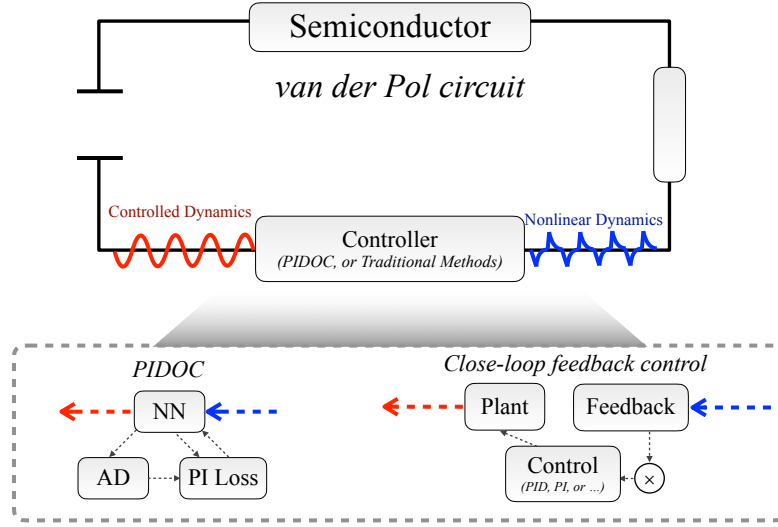 Semiconductor
van der Pol circuit
Controlled Dynamics
Nonlinear Dynamics
Controller
(PIDOC, or Traditional Methods)
PIDOC
Close-loop feedback control
NN
Plant
Feedback
AD
PI Loss
Control
(PID, PI, or ...)
×